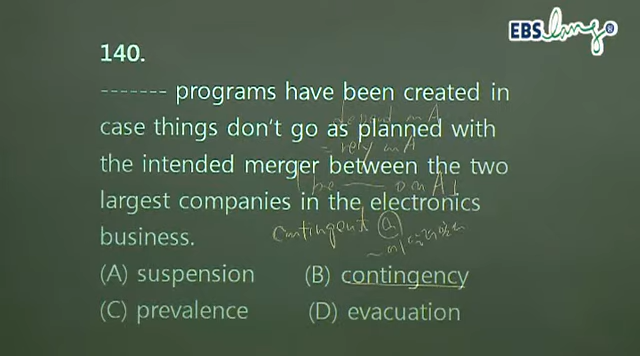 EBS lang®
140.
------- programs have been created in
case things don't go as planned with
depend on A
= rely on A
the intended merger between the two
be on A
largest companies in the electronics
contingent ⓐ
business.
(A) suspension (B) contingency
(C) prevalence (D) evacuation